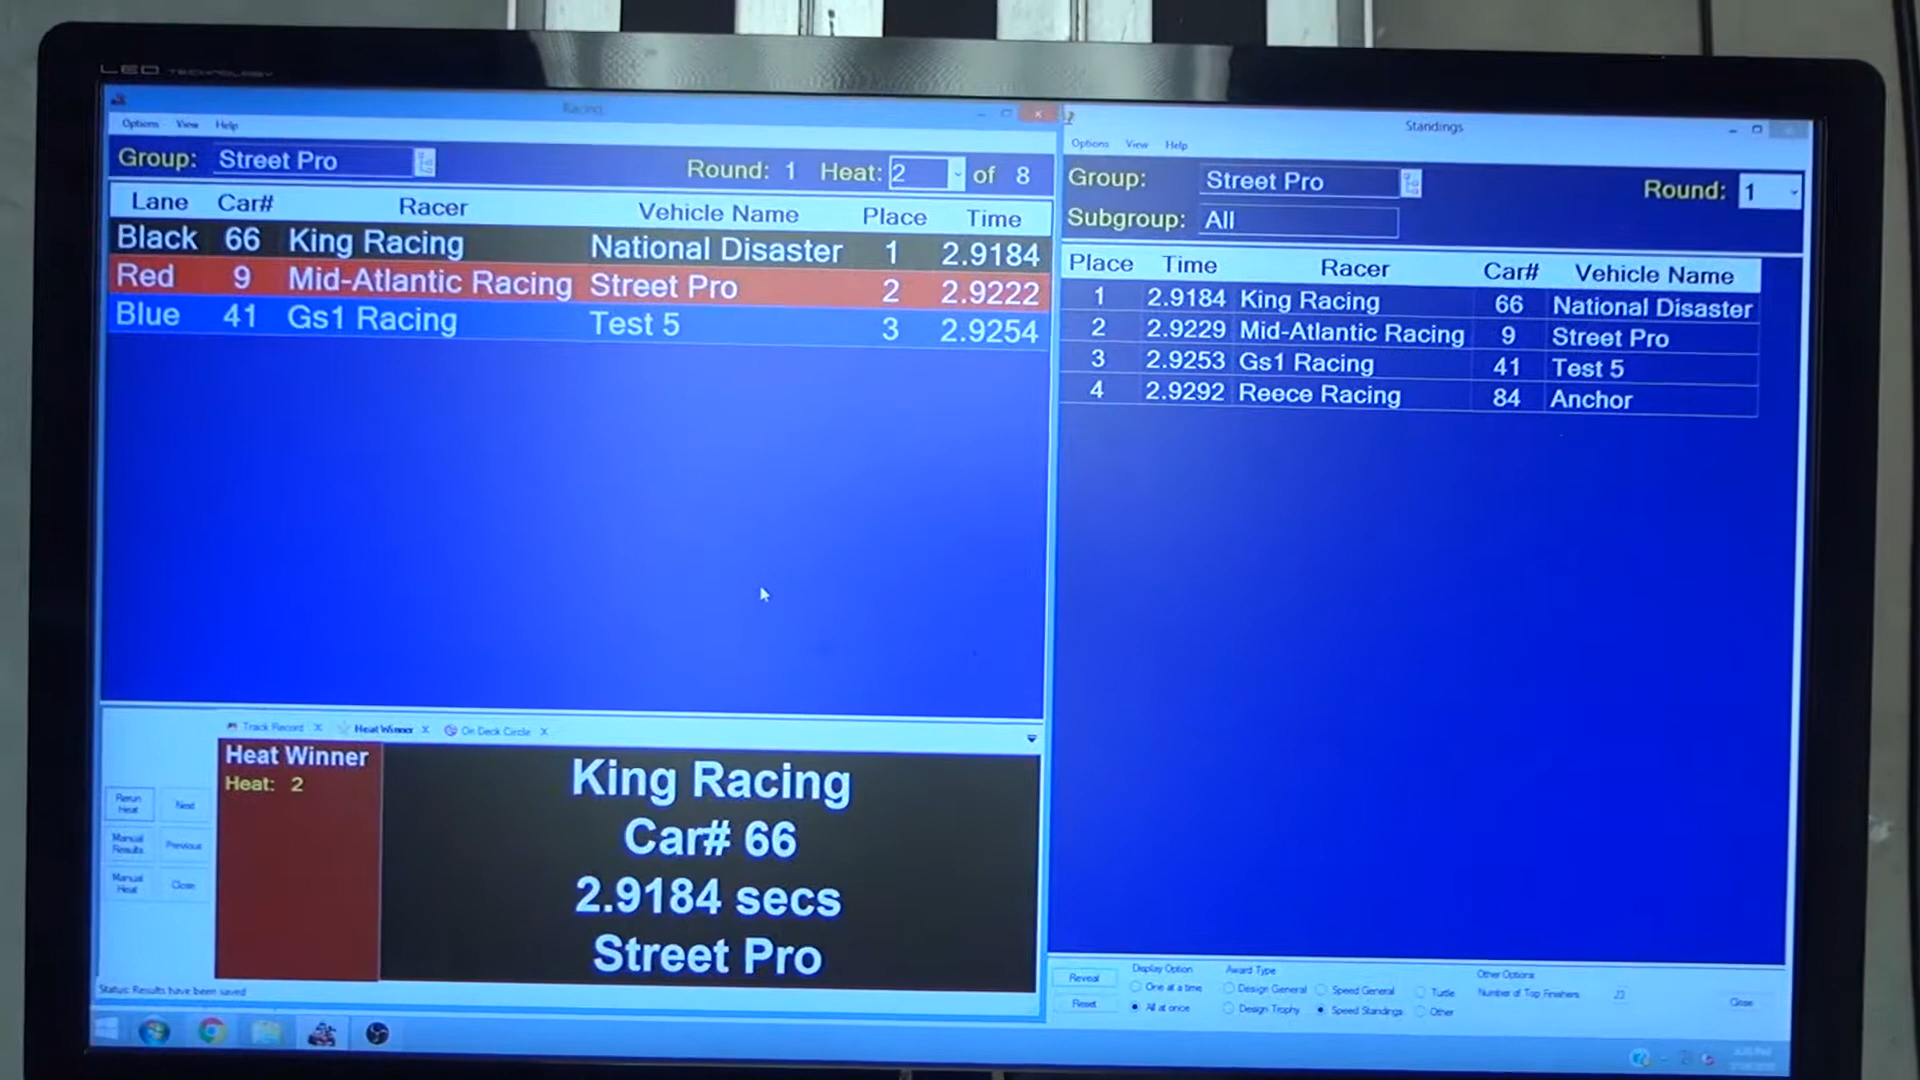 LED TECHNOLOGY
Racing
Options View Help
Group: Street Pro Round: 1 Heat: 2 of 8
Lane Car# Racer Vehicle Name Place Time
Black 66 King Racing National Disaster 1 2.9184
Red 9 Mid-Atlantic Racing Street Pro 2 2.9222
Blue 41 Gs1 Racing Test 5 3 2.9254
Track Record X Heat Winner X On Deck Circle X
Heat Winner
Heat: 2
King Racing
Car# 66
2.9184 secs
Street Pro
Rerun Heat Next
Manual Results Previous
Manual Heat Close
Status: Results have been saved
Standings
Options View Help
Group: Street Pro Round: 1
Subgroup: All
Place Time Racer Car# Vehicle Name
1 2.9184 King Racing 66 National Disaster
2 2.9229 Mid-Atlantic Racing 9 Street Pro
3 2.9253 Gs1 Racing 41 Test 5
4 2.9292 Reece Racing 84 Anchor
Reveal Display Option Award Type Other Options
One at a time Design General Speed General Turtle Number of Top Finishers
Reset All at once Design Trophy Speed Standings Other Close